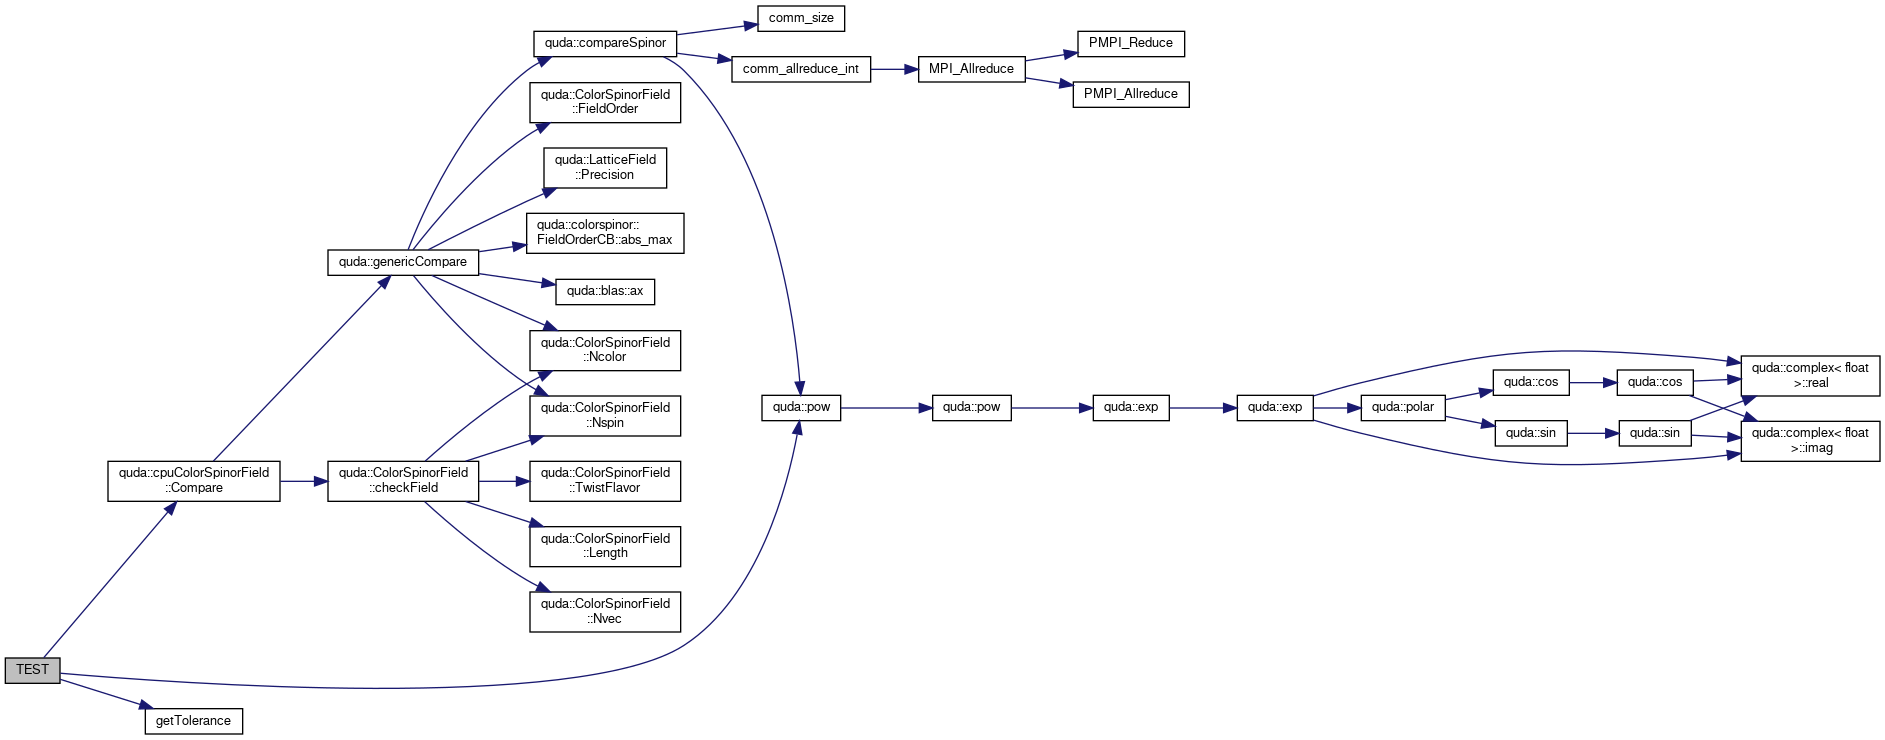 comm_size
quda::compareSpinor
PMPI_Reduce
comm_allreduce_int
MPI_Allreduce
PMPI_Allreduce
quda::ColorSpinorField
::FieldOrder
quda::LatticeField
::Precision
quda::colorspinor::
FieldOrderCB::abs_max
quda::genericCompare
quda::blas::ax
quda::ColorSpinorField
::Ncolor
quda::ColorSpinorField
::Nspin
quda::pow
quda::pow
quda::exp
quda::exp
quda::polar
quda::cos
quda::cos
quda::sin
quda::sin
quda::complex< float
>::real
quda::complex< float
>::imag
quda::cpuColorSpinorField
::Compare
quda::ColorSpinorField
::checkField
quda::ColorSpinorField
::TwistFlavor
quda::ColorSpinorField
::Length
quda::ColorSpinorField
::Nvec
TEST
getTolerance